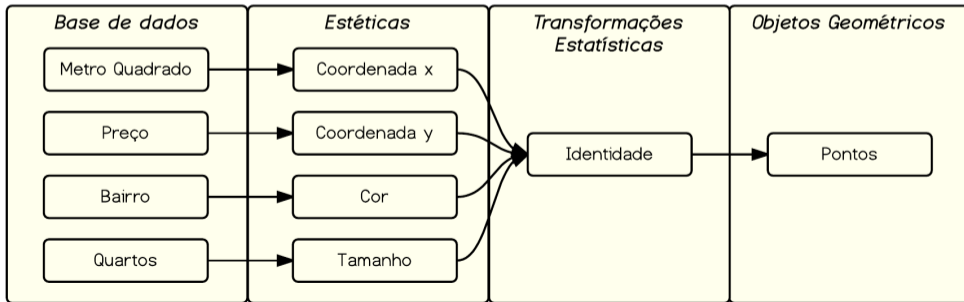 Base de dados
Metro Quadrado
Preço
Bairro
Quartos
Estéticas
Coordenada x
Coordenada y
Cor
Tamanho
Transformações
Estatísticas
Identidade
Objetos Geométricos
Pontos